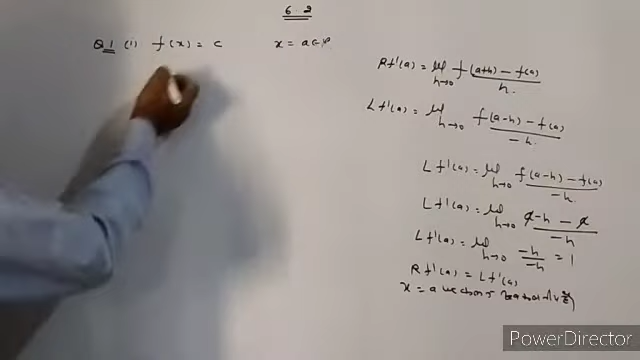 6.2
Q1 (i) f(x) = c x = a ∈
Rf'(a) = lim h→0 f(a+h) - f(a) / h.
Lf'(a) = lim h→0 f(a-h) - f(a) / -h.
Lf'(a) = lim h→0 f(a-h) - f(a) / -h.
Lf'(a) = lim h→0 a-h - a / -h
Lf'(a) = lim h→0 -h / -h = 1
Rf'(a) = Lf'(a)
x = a
PowerDirector